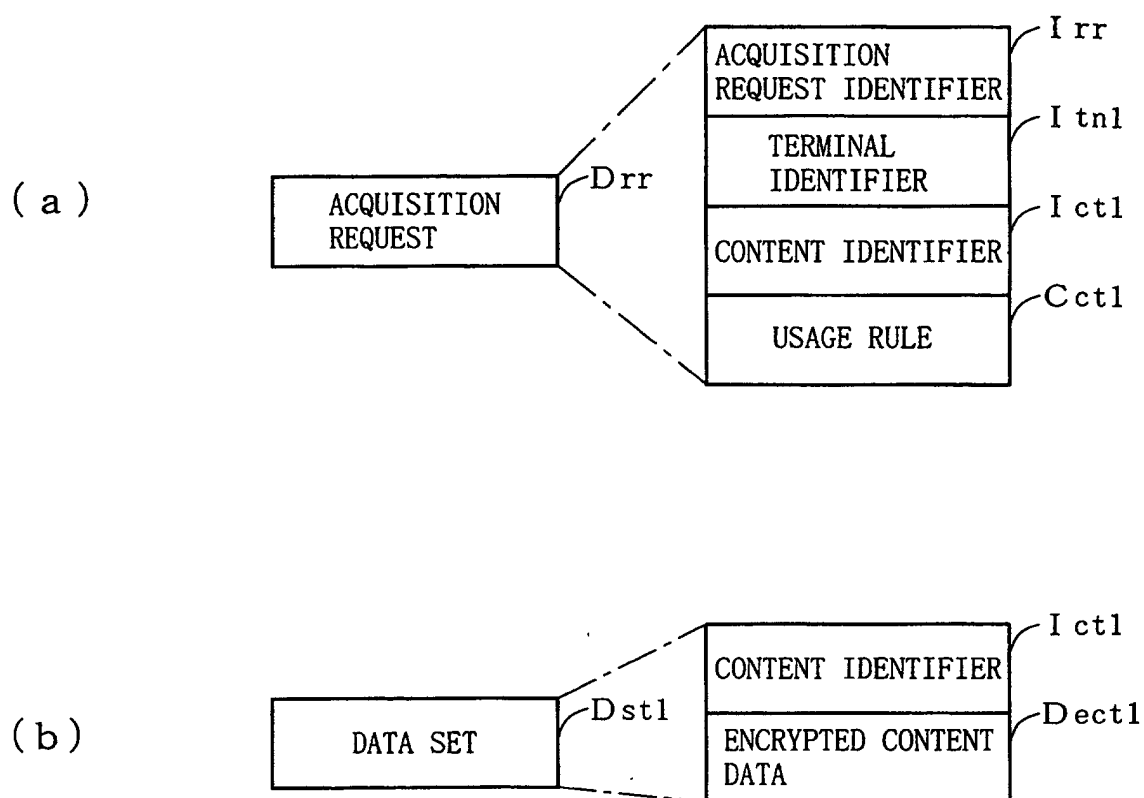 (a)
ACQUISITION
REQUEST
Drr
ACQUISITION
REQUEST IDENTIFIER
Irr
TERMINAL
IDENTIFIER
Itn1
CONTENT IDENTIFIER
Ict1
USAGE RULE
Cct1
(b)
DATA SET
Dst1
CONTENT IDENTIFIER
Ict1
ENCRYPTED CONTENT
DATA
Dect1